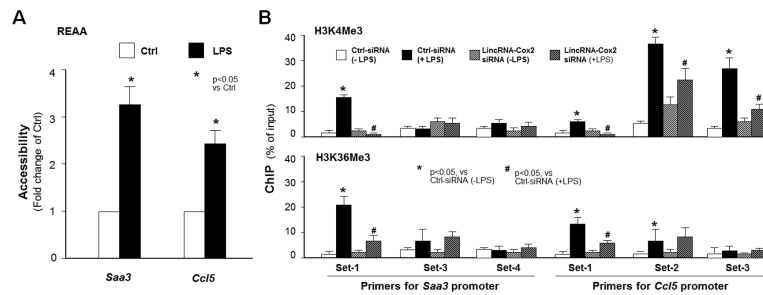 A
REAA
Ctrl
LPS
* p<0.05
vs Ctrl
Accessibility
(Fold change of Ctrl)
5
4
3
2
1
0
*
*
Saa3
Ccl5
B
H3K4Me3
Ctrl-siRNA
(- LPS)
Ctrl-siRNA
(+ LPS)
LincRNA-Cox2
siRNA (-LPS)
LincRNA-Cox2
siRNA (+LPS)
ChIP (% of input)
40
30
20
10
0
*
#
*
#
*
#
*
#
H3K36Me3
* p<0.05, vs
Ctrl-siRNA (-LPS)
# p<0.05, vs
Ctrl-siRNA (+LPS)
40
30
20
10
0
*
#
*
#
*
Set-1
Set-3
Set-4
Set-1
Set-2
Set-3
Primers for Saa3 promoter
Primers for Ccl5 promoter